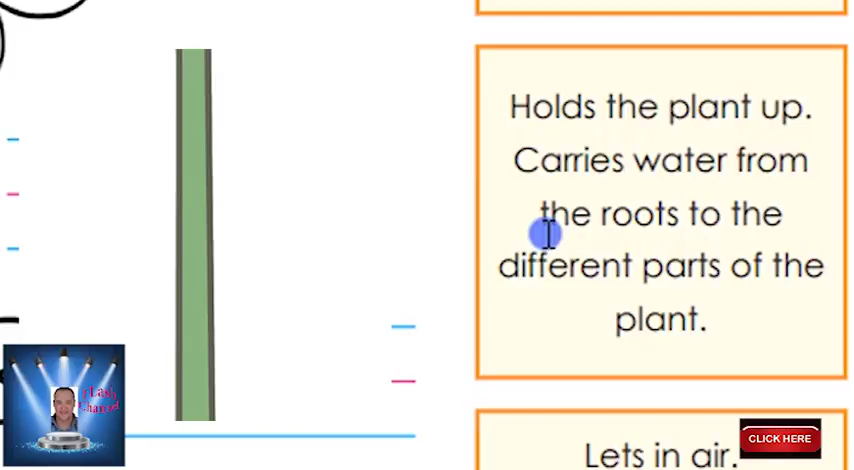 Holds the plant up.
Carries water from
the roots to the
different parts of the
plant.
Lets in air.
CLICK HERE